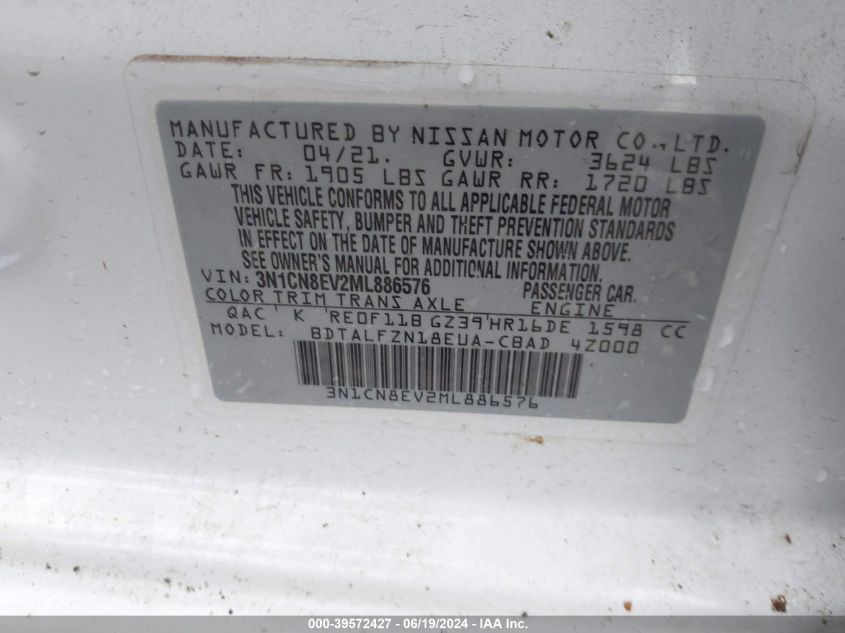 MANUFACTURED BY NISSAN MOTOR CO., LTD.
DATE: 04/21. GVWR: 3624 LBS
GAWR FR: 1905 LBS GAWR RR: 1720 LBS
THIS VEHICLE CONFORMS TO ALL APPLICABLE FEDERAL MOTOR
VEHICLE SAFETY, BUMPER AND THEFT PREVENTION STANDARDS
IN EFFECT ON THE DATE OF MANUFACTURE SHOWN ABOVE.
SEE OWNER'S MANUAL FOR ADDITIONAL INFORMATION.
VIN: 3N1CN8EV2ML886576 PASSENGER CAR.
COLOR TRIM TRANS AXLE ENGINE
QAC' K 'RE0F11B GZ39'HR16DE 1598 CC
MODEL: BDTALFZN18EUA-CBAD 4Z000
3N1CN8EV2ML886576
000-39572427 - 06/19/2024 - IAA Inc.